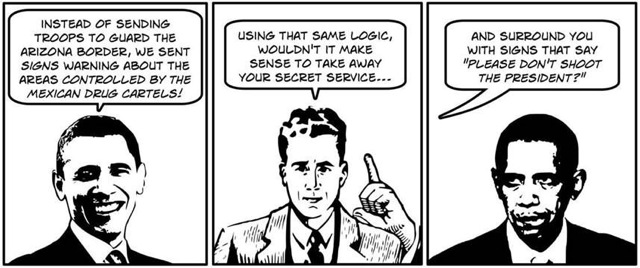 INSTEAD OF SENDING
TROOPS TO GUARD THE
ARIZONA BORDER, WE SENT
SIGNS WARNING ABOUT THE
AREAS CONTROLLED BY THE
MEXICAN DRUG CARTELS!
USING THAT SAME LOGIC,
WOULDN'T IT MAKE
SENSE TO TAKE AWAY
YOUR SECRET SERVICE...
AND SURROUND YOU
WITH SIGNS THAT SAY
"PLEASE DON'T SHOOT
THE PRESIDENT?"